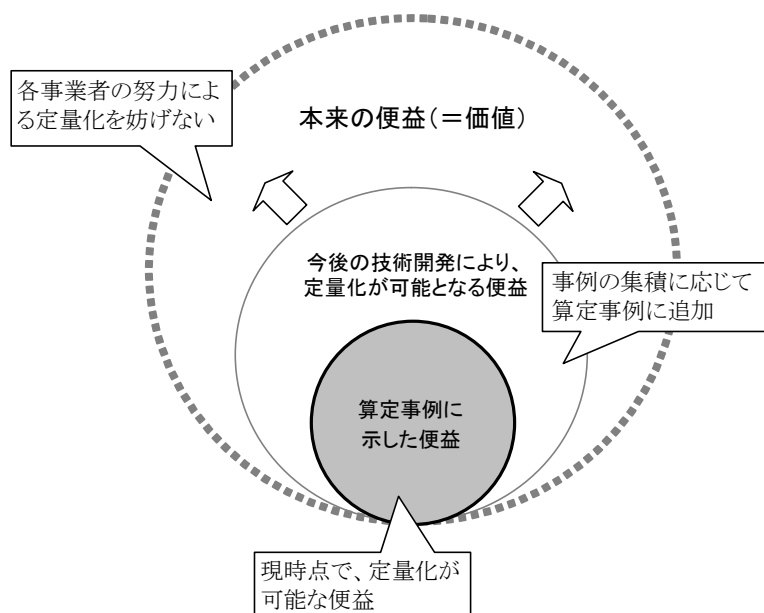 各事業者の努力によ
る定量化を妨げない
本来の便益(＝価値)
今後の技術開発により、
定量化が可能となる便益
事例の集積に応じて
算定事例に追加
算定事例に
示した便益
現時点で、定量化が
可能な便益